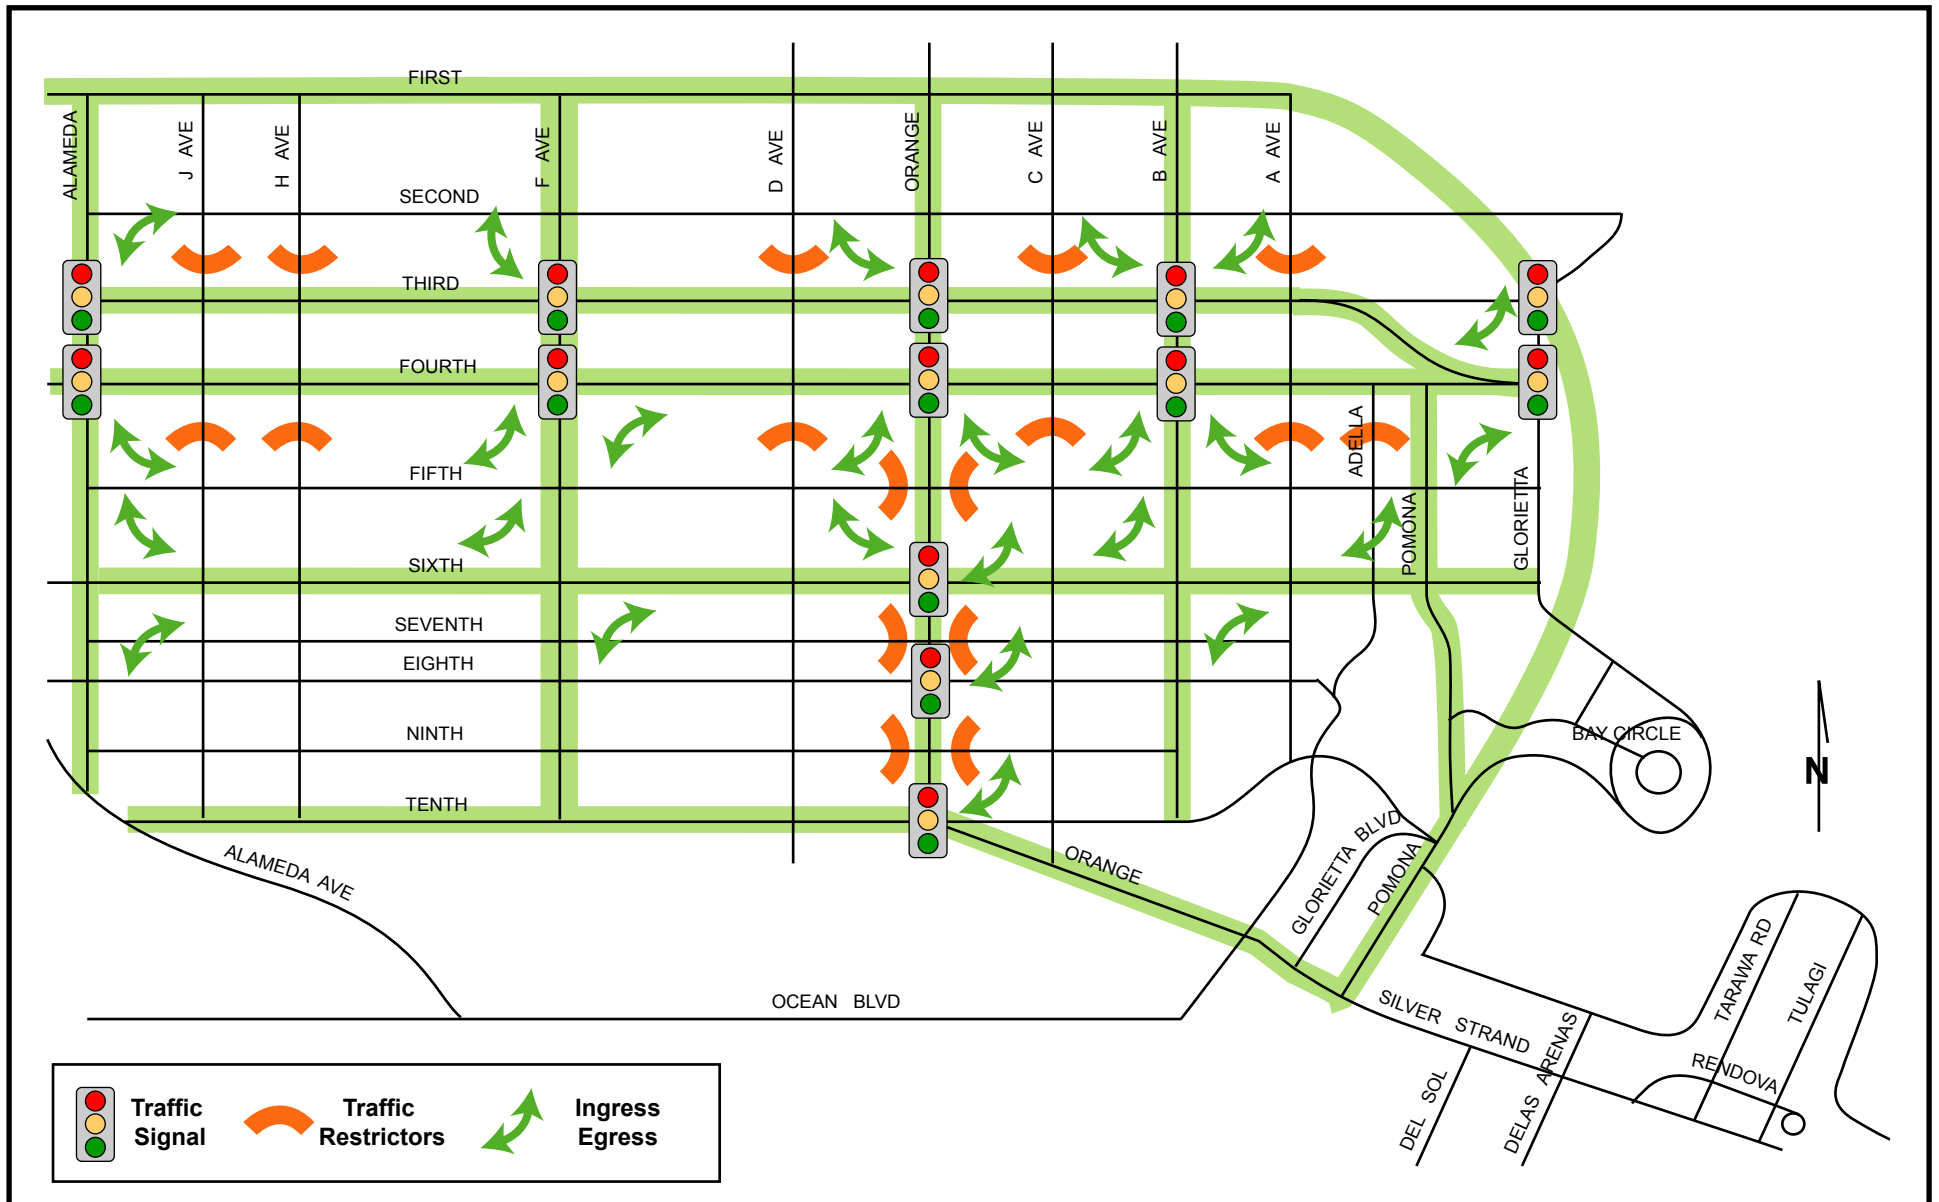 FIRST
ALAMEDA
J AVE
H AVE
F AVE
D AVE
ORANGE
C AVE
B AVE
A AVE
SECOND
THIRD
FOURTH
ADELLA
FIFTH
POMONA
GLORIETTA
SIXTH
SEVENTH
EIGHTH
NINTH
BAY CIRCLE
N
TENTH
ALAMEDA AVE
ORANGE
GLORIETTA BLVD
POMONA
OCEAN BLVD
SILVER STRAND
TARAWA RD
TULAGI
RENDOVA
DEL SOL
DELAS ARENAS
Traffic
Signal
Traffic
Restrictors
Ingress
Egress